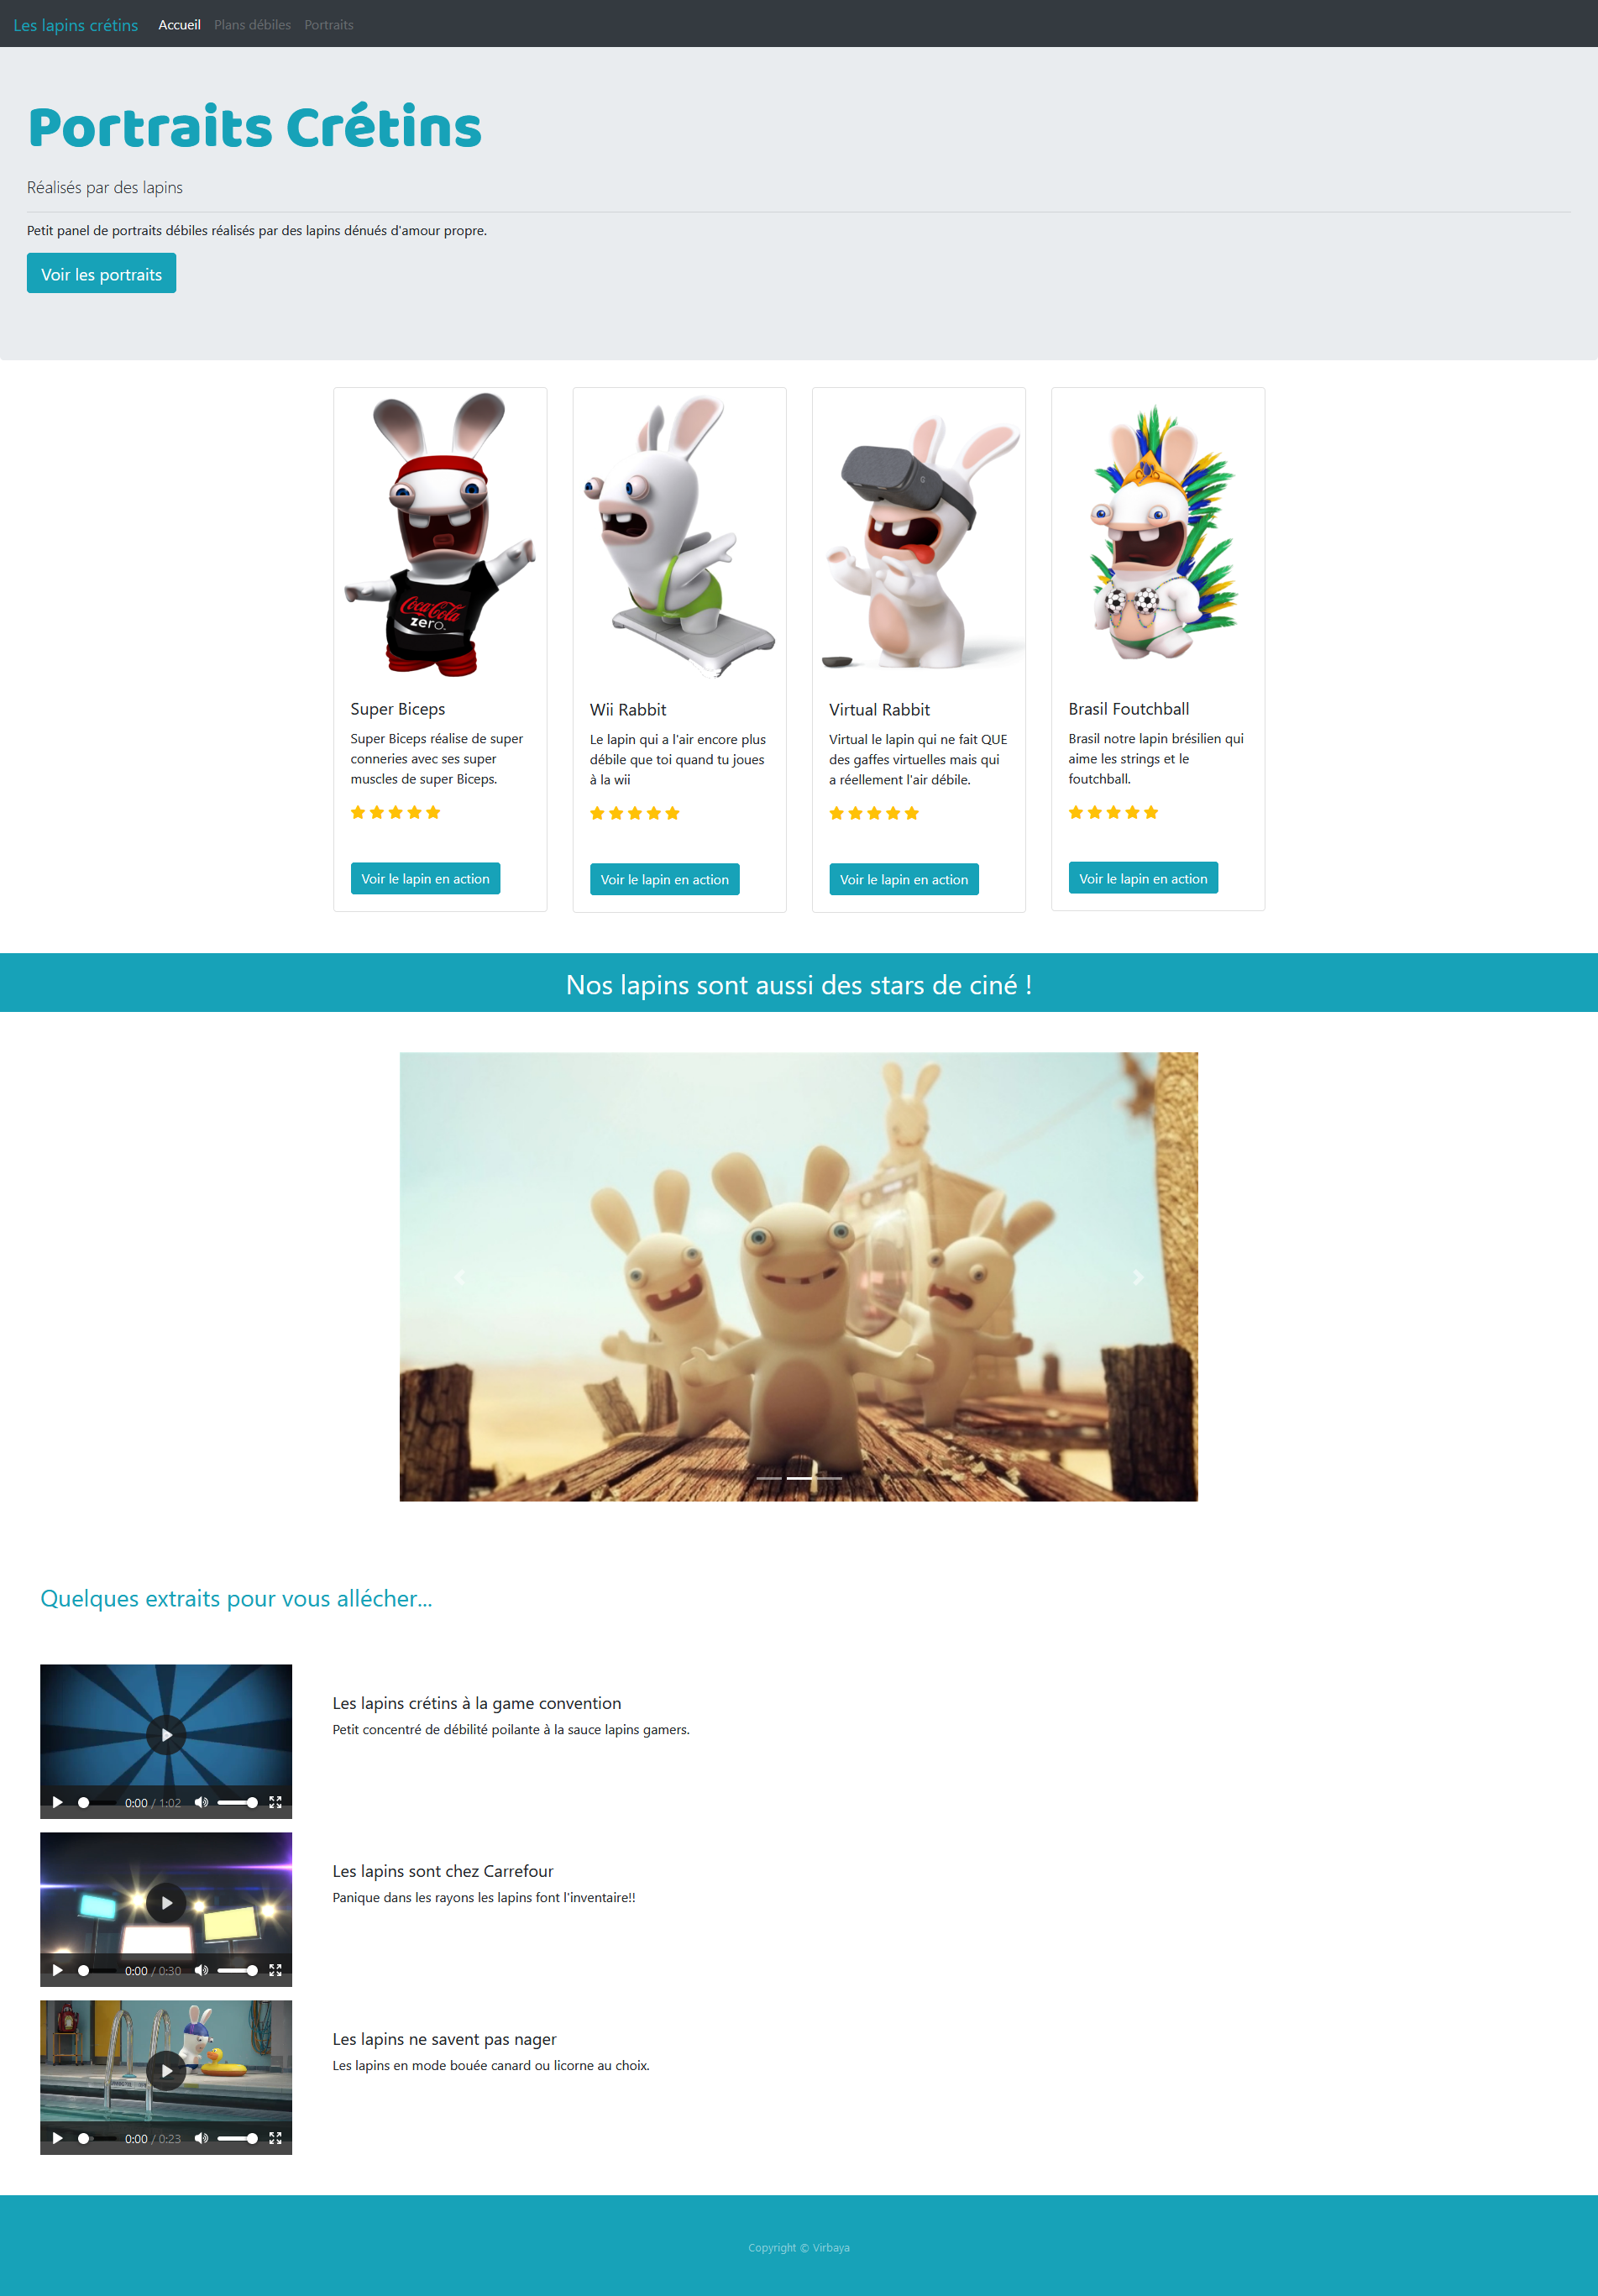 Les lapins crétins Accueil Plans débiles Portraits
Portraits Crétins
Réalisés par des lapins
Petit panel de portraits débiles réalisés par des lapins dénués d'amour propre.
Voir les portraits
Coca-Cola
zero.
G
Super Biceps
Super Biceps réalise de super
conneries avec ses super
muscles de super Biceps.
Voir le lapin en action
Wii Rabbit
Le lapin qui a l'air encore plus
débile que toi quand tu joues
à la wii
Voir le lapin en action
Virtual Rabbit
Virtual le lapin qui ne fait QUE
des gaffes virtuelles mais qui
a réellement l'air débile.
Voir le lapin en action
Brasil Foutchball
Brasil notre lapin brésilien qui
aime les strings et le
foutchball.
Voir le lapin en action
Nos lapins sont aussi des stars de ciné !
Quelques extraits pour vous allécher...
0:00 / 1:02
Les lapins crétins à la game convention
Petit concentré de débilité poilante à la sauce lapins gamers.
0:00 / 0:30
Les lapins sont chez Carrefour
Panique dans les rayons les lapins font l'inventaire!!
0:00 / 0:23
Les lapins ne savent pas nager
Les lapins en mode bouée canard ou licorne au choix.
Copyright © Virbaya